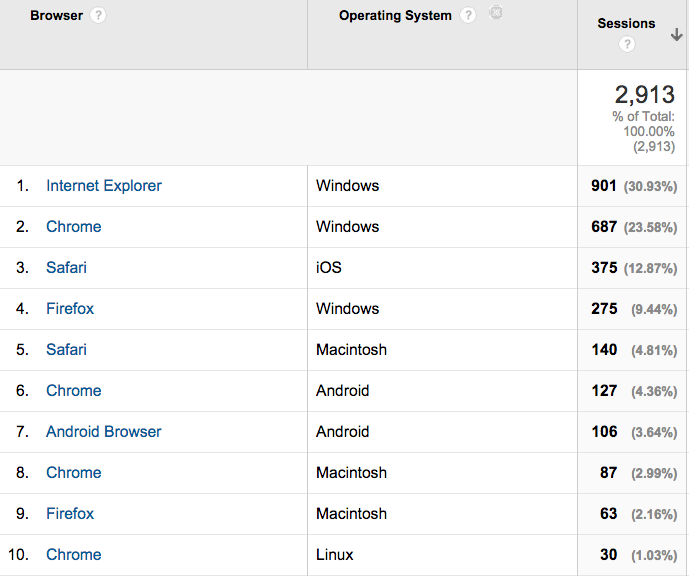 Browser ? Operating System ? Sessions ?
2,913
% of Total:
100.00%
(2,913)
1. Internet Explorer Windows 901 (30.93%)
2. Chrome Windows 687 (23.58%)
3. Safari iOS 375 (12.87%)
4. Firefox Windows 275 (9.44%)
5. Safari Macintosh 140 (4.81%)
6. Chrome Android 127 (4.36%)
7. Android Browser Android 106 (3.64%)
8. Chrome Macintosh 87 (2.99%)
9. Firefox Macintosh 63 (2.16%)
10. Chrome Linux 30 (1.03%)